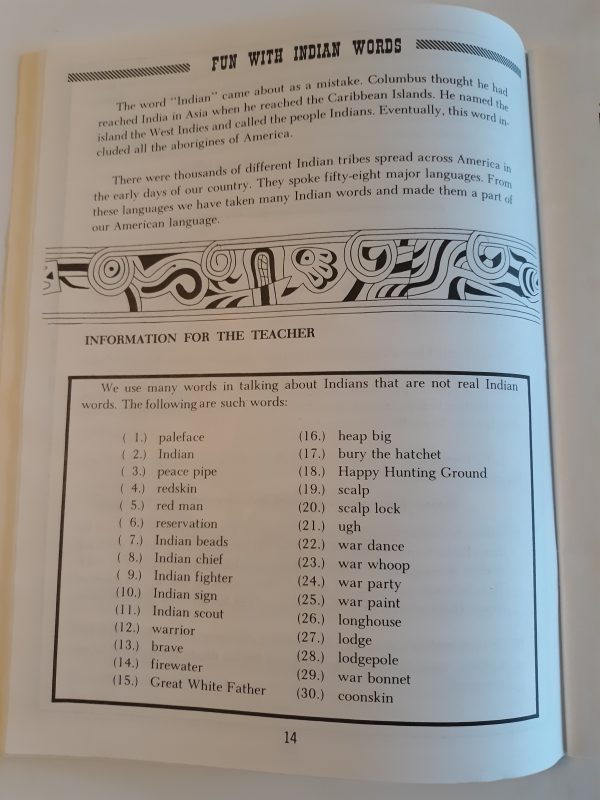 FUN WITH INDIAN WORDS
The word "Indian" came about as a mistake. Columbus thought he had
reached India in Asia when he reached the Caribbean Islands. He named the
island the West Indies and called the people Indians. Eventually, this word in-
cluded all the aborigines of America.
There were thousands of different Indian tribes spread across America in
the early days of our country. They spoke fifty-eight major languages. From
these languages we have taken many Indian words and made them a part of
our American language.
INFORMATION FOR THE TEACHER
We use many words in talking about Indians that are not real Indian
words. The following are such words:
( 1.) paleface
( 2.) Indian
( 3.) peace pipe
( 4.) redskin
( 5.) red man
( 6.) reservation
( 7.) Indian beads
( 8.) Indian chief
( 9.) Indian fighter
(10.) Indian sign
(11.) Indian scout
(12.) warrior
(13.) brave
(14.) firewater
(15.) Great White Father
(16.) heap big
(17.) bury the hatchet
(18.) Happy Hunting Ground
(19.) scalp
(20.) scalp lock
(21.) ugh
(22.) war dance
(23.) war whoop
(24.) war party
(25.) war paint
(26.) longhouse
(27.) lodge
(28.) lodgepole
(29.) war bonnet
(30.) coonskin
14